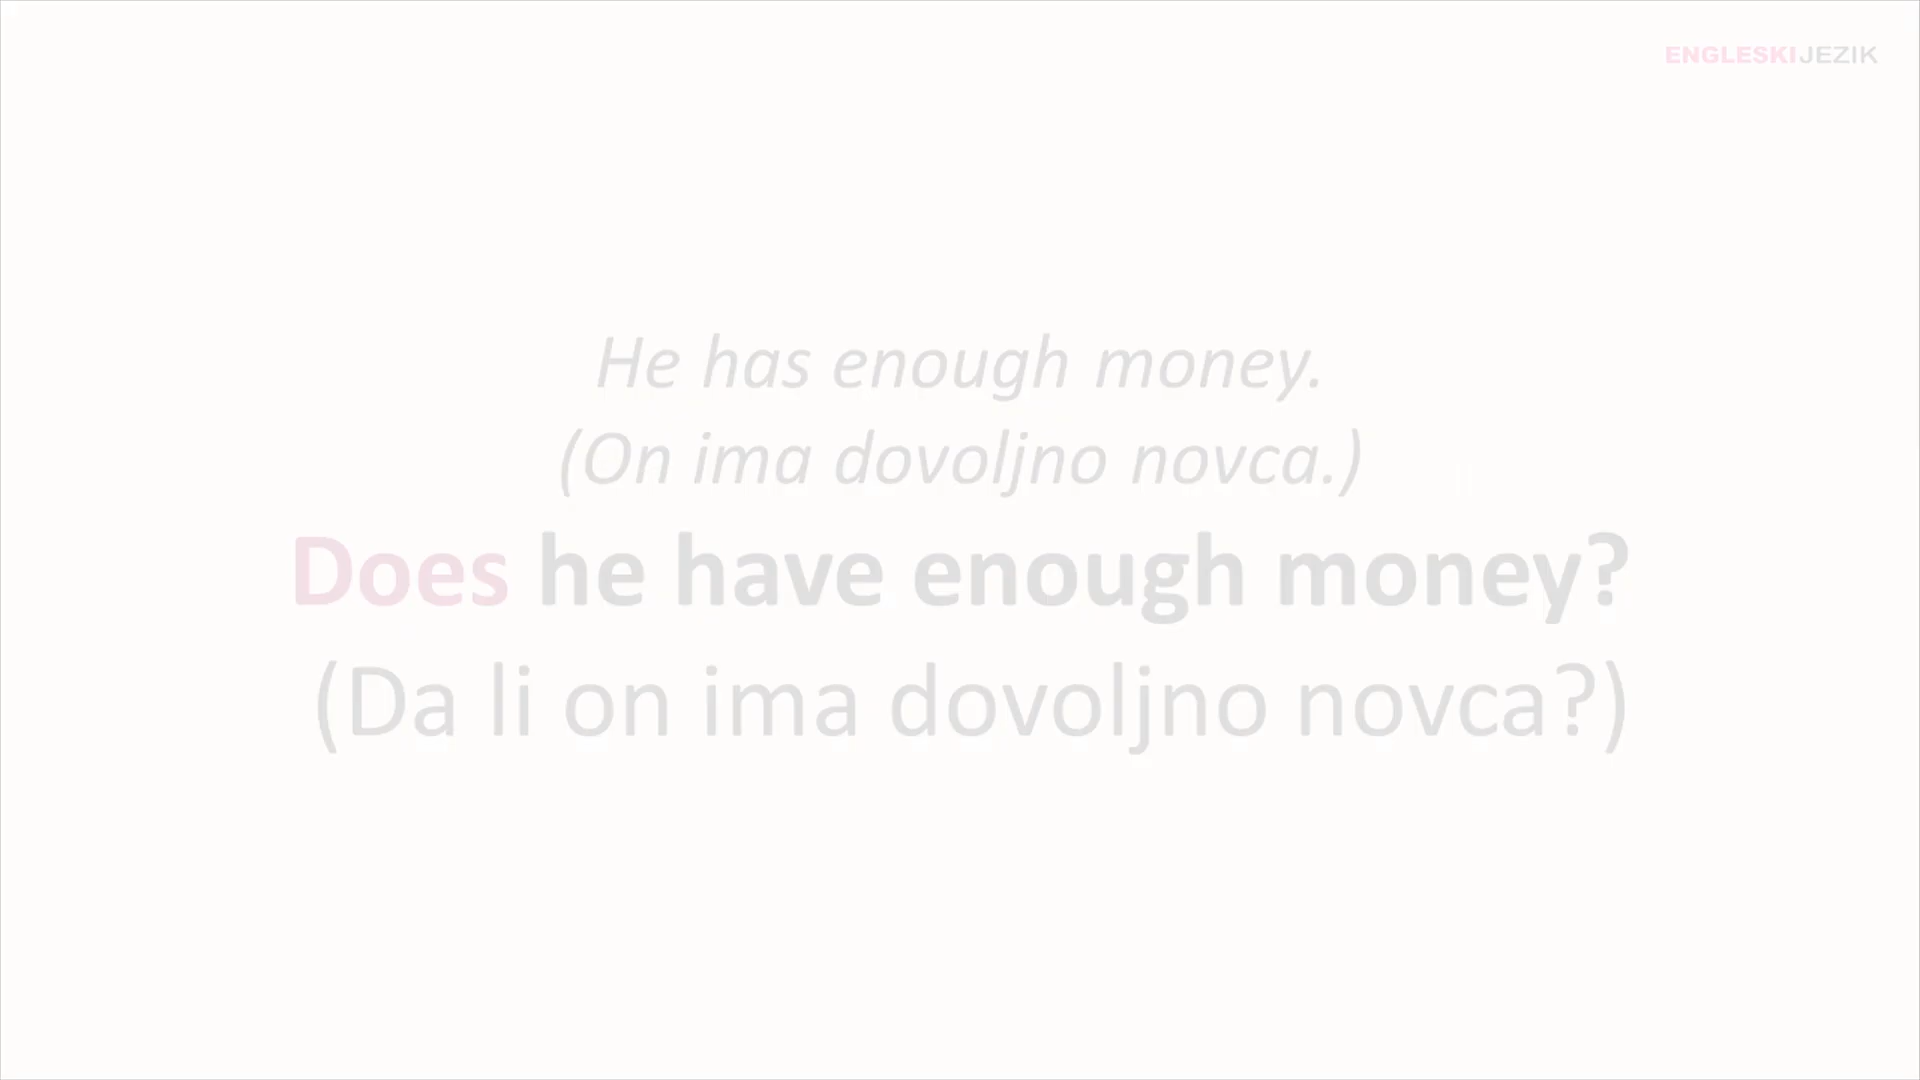 ENGLESKIJEZIK
He has enough money.
(On ima dovoljno novca.)
Does he have enough money?
(Da li on ima dovoljno novca?)